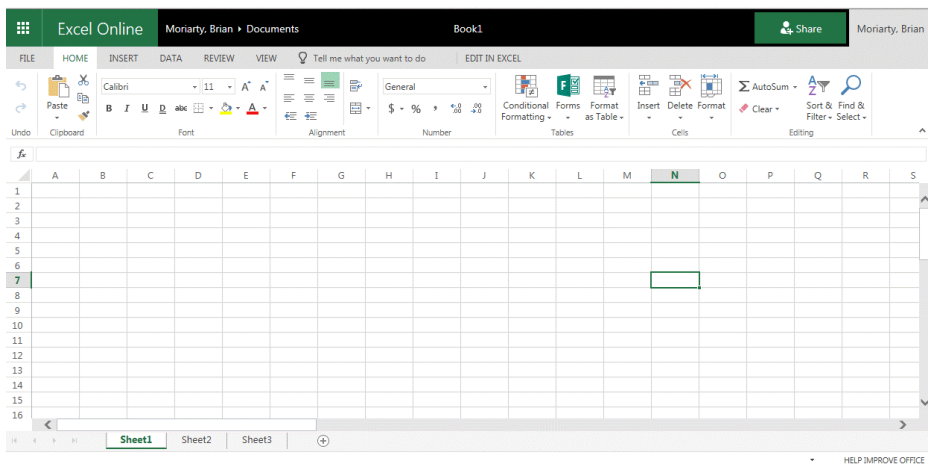 Excel Online Moriarty, Brian ▸ Documents Book1 Share Moriarty, Brian
FILE HOME INSERT DATA REVIEW VIEW Tell me what you want to do EDIT IN EXCEL
Calibri 11 General
Paste
B I U D abc A $ % , .00 Conditional Forms Format Insert Delete Format
Formatting as Table
AutoSum
Clear
Sort & Find &
Filter Select
Undo Clipboard Font Alignment Number Tables Cells Editing
fx
A B C D E F G H I J K L M N O P Q R S
1
2
3
4
5
6
7
8
9
10
11
12
13
14
15
16
Sheet1 Sheet2 Sheet3
HELP IMPROVE OFFICE